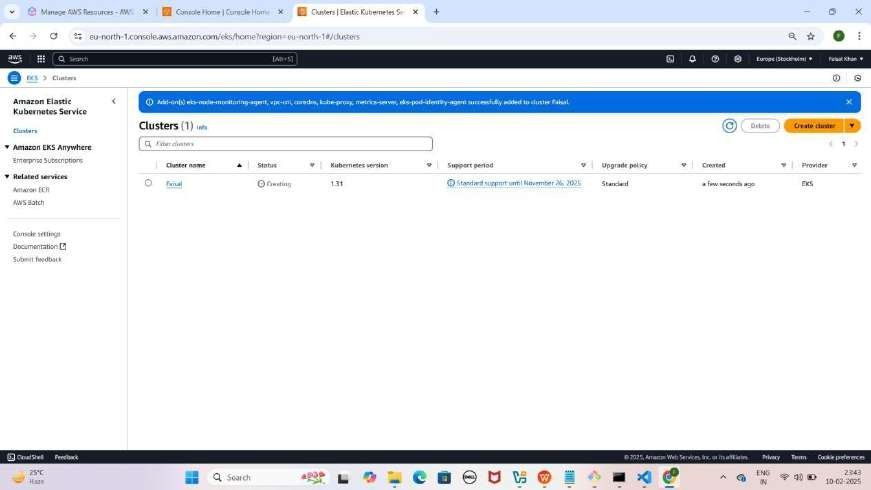 Manage AWS Resources - AWS
Console Home | Console Home
Clusters | Elastic Kubernetes Se
eu-north-1.console.aws.amazon.com/eks/home?region=eu-north-1#/clusters
aws
Search
[Alt+S]
Europe (Stockholm)
Faisal Khan
EKS
Clusters
Amazon Elastic
Kubernetes Service
Clusters
Amazon EKS Anywhere
Enterprise Subscriptions
Related services
Amazon ECR
AWS Batch
Console settings
Documentation
Submit feedback
Add-on(s) eks-node-monitoring-agent, vpc-cni, coredns, kube-proxy, metrics-server, eks-pod-identity-agent successfully added to cluster Faisal.
Clusters (1) Info
Delete
Create cluster
Filter clusters
1
Cluster name Status Kubernetes version Support period Upgrade policy Created Provider
Faisal Creating 1.31 Standard support until November 26, 2025 Standard a few seconds ago EKS
CloudShell Feedback © 2025, Amazon Web Services, Inc. or its affiliates. Privacy Terms Cookie preferences
25°C
Haze
Search
DELL
ENG
IN
23:43
10-02-2025